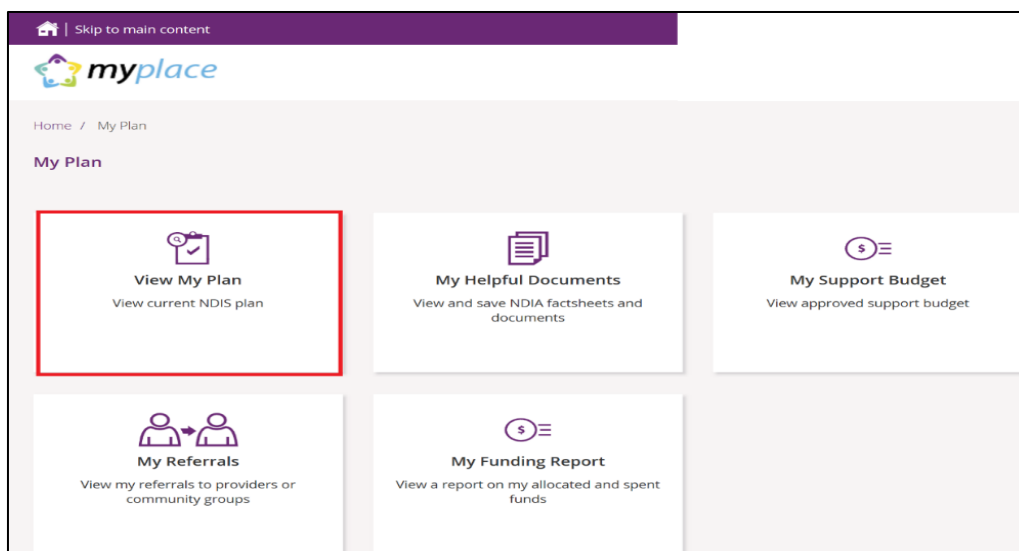 | Skip to main content
myplace
Home / My Plan
My Plan
View My Plan
View current NDIS plan
My Helpful Documents
View and save NDIA factsheets and
documents
My Support Budget
View approved support budget
My Referrals
View my referrals to providers or
community groups
My Funding Report
View a report on my allocated and spent
funds